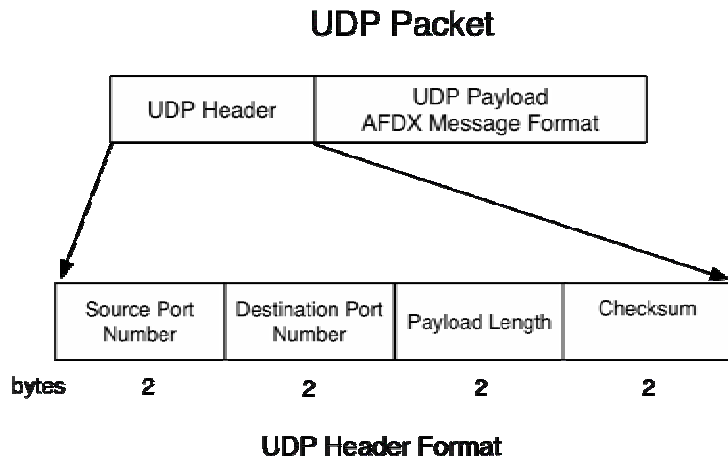 UDP Packet
UDP Header
UDP Payload
AFDX Message Format
Source Port
Number
Destination Port
Number
Payload Length
Checksum
bytes 2 2 2 2
UDP Header Format